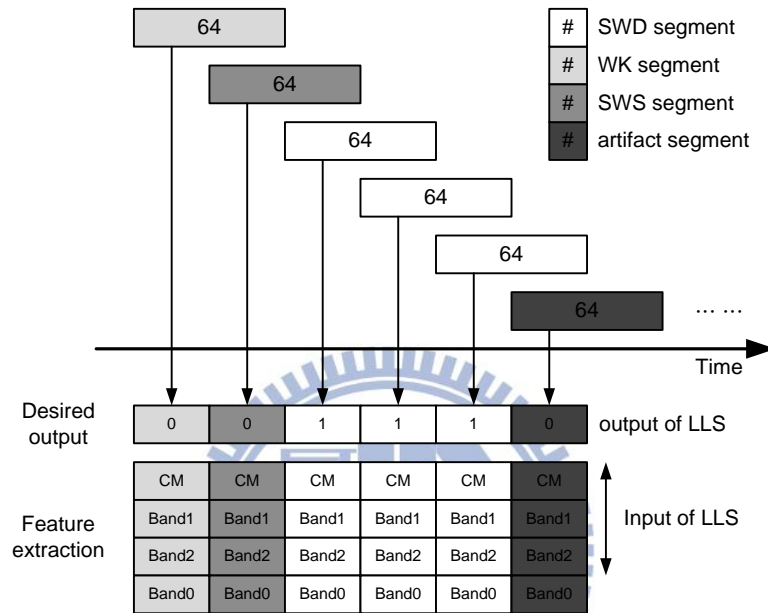 64
# SWD segment
# WK segment
64
# SWS segment
64
# artifact segment
64
64
64
... ...
Time
Desired
output
0 0 1 1 1 0
output of LLS
CM CM CM CM CM CM
Feature
extraction
Band1 Band1 Band1 Band1 Band1 Band1
Input of LLS
Band2 Band2 Band2 Band2 Band2 Band2
Band0 Band0 Band0 Band0 Band0 Band0